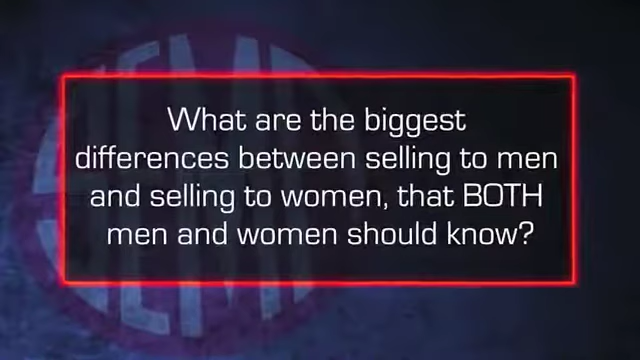 What are the biggest
differences between selling to men
and selling to women, that BOTH
men and women should know?